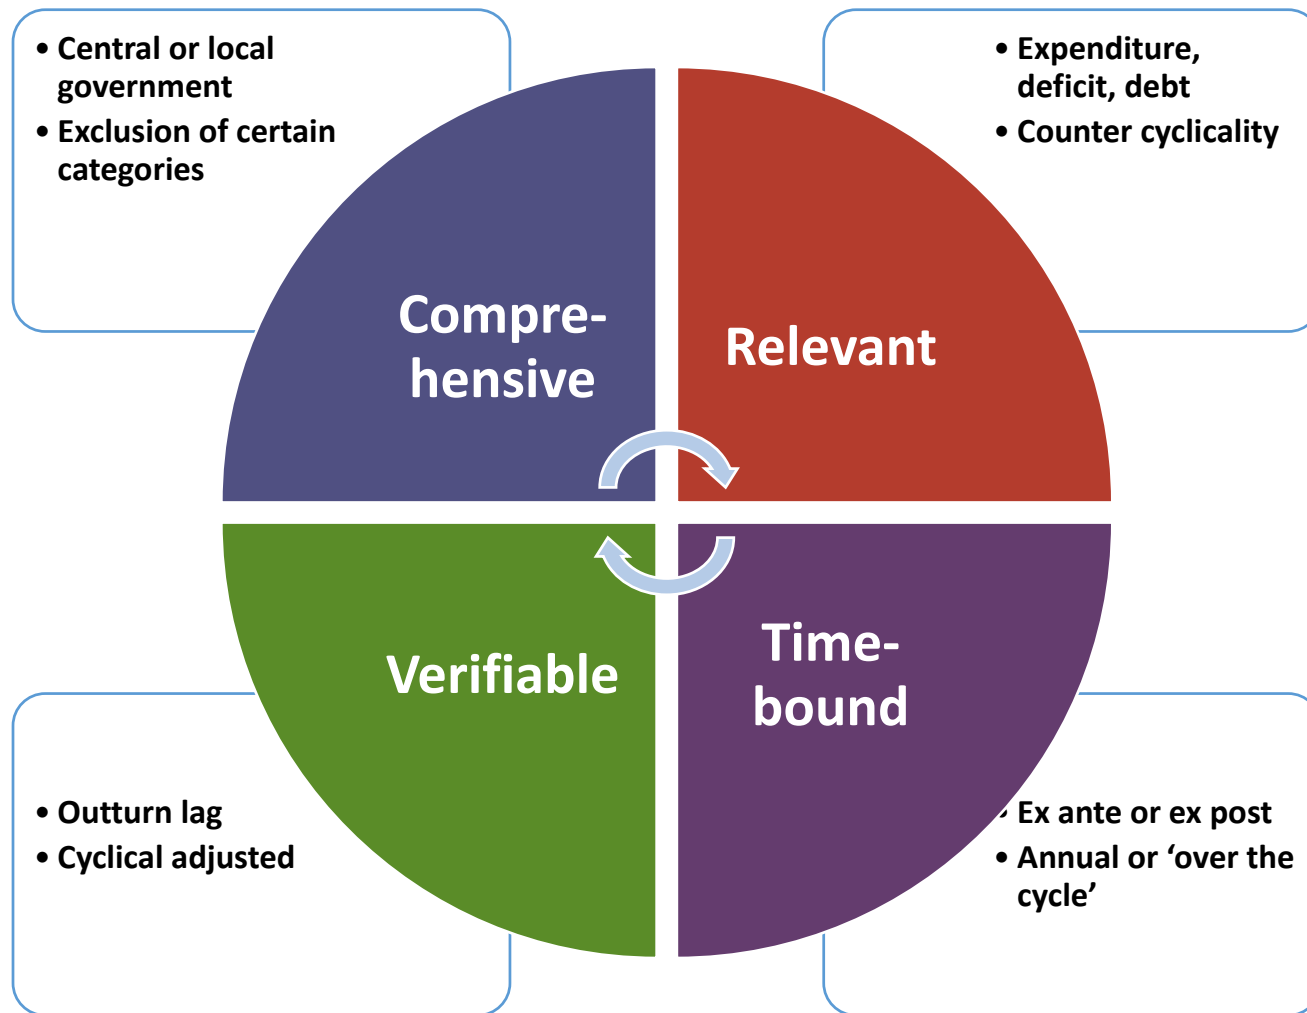 • Central or local
government
• Exclusion of certain
categories
• Expenditure,
deficit, debt
• Counter cyclicality
Compre-
hensive
Relevant
Verifiable
Time-
bound
• Outturn lag
• Cyclical adjusted
• Ex ante or ex post
• Annual or ‘over the
cycle’